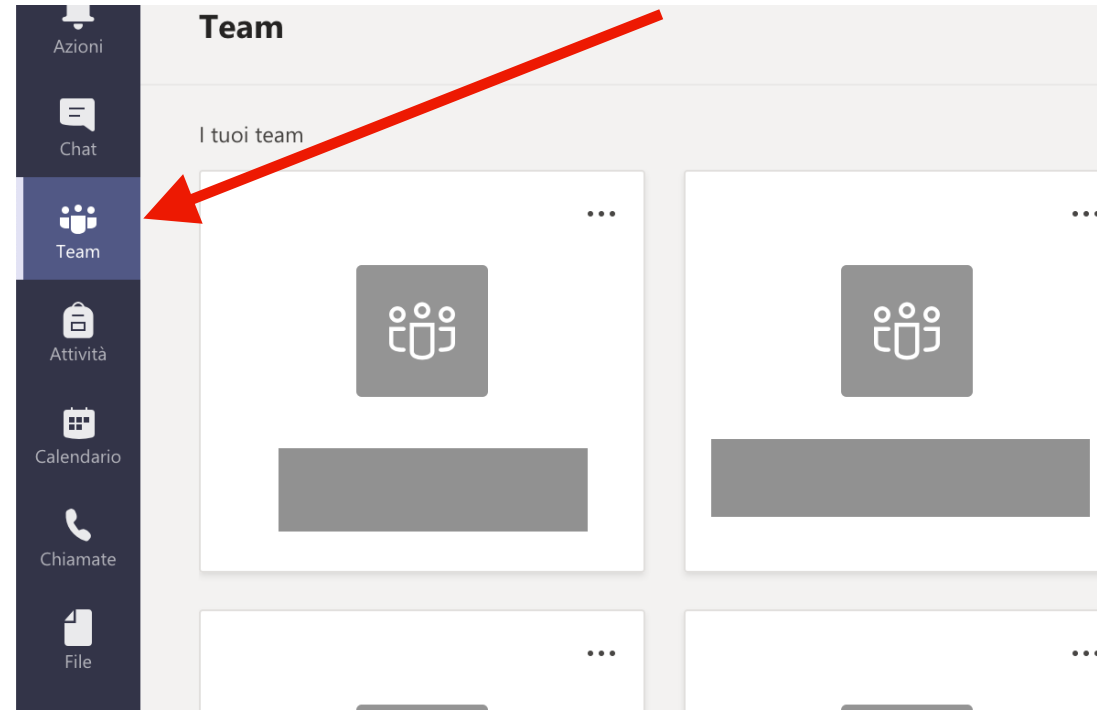 Azioni
Chat
Team
Attività
Calendario
Chiamate
File
Team
I tuoi team